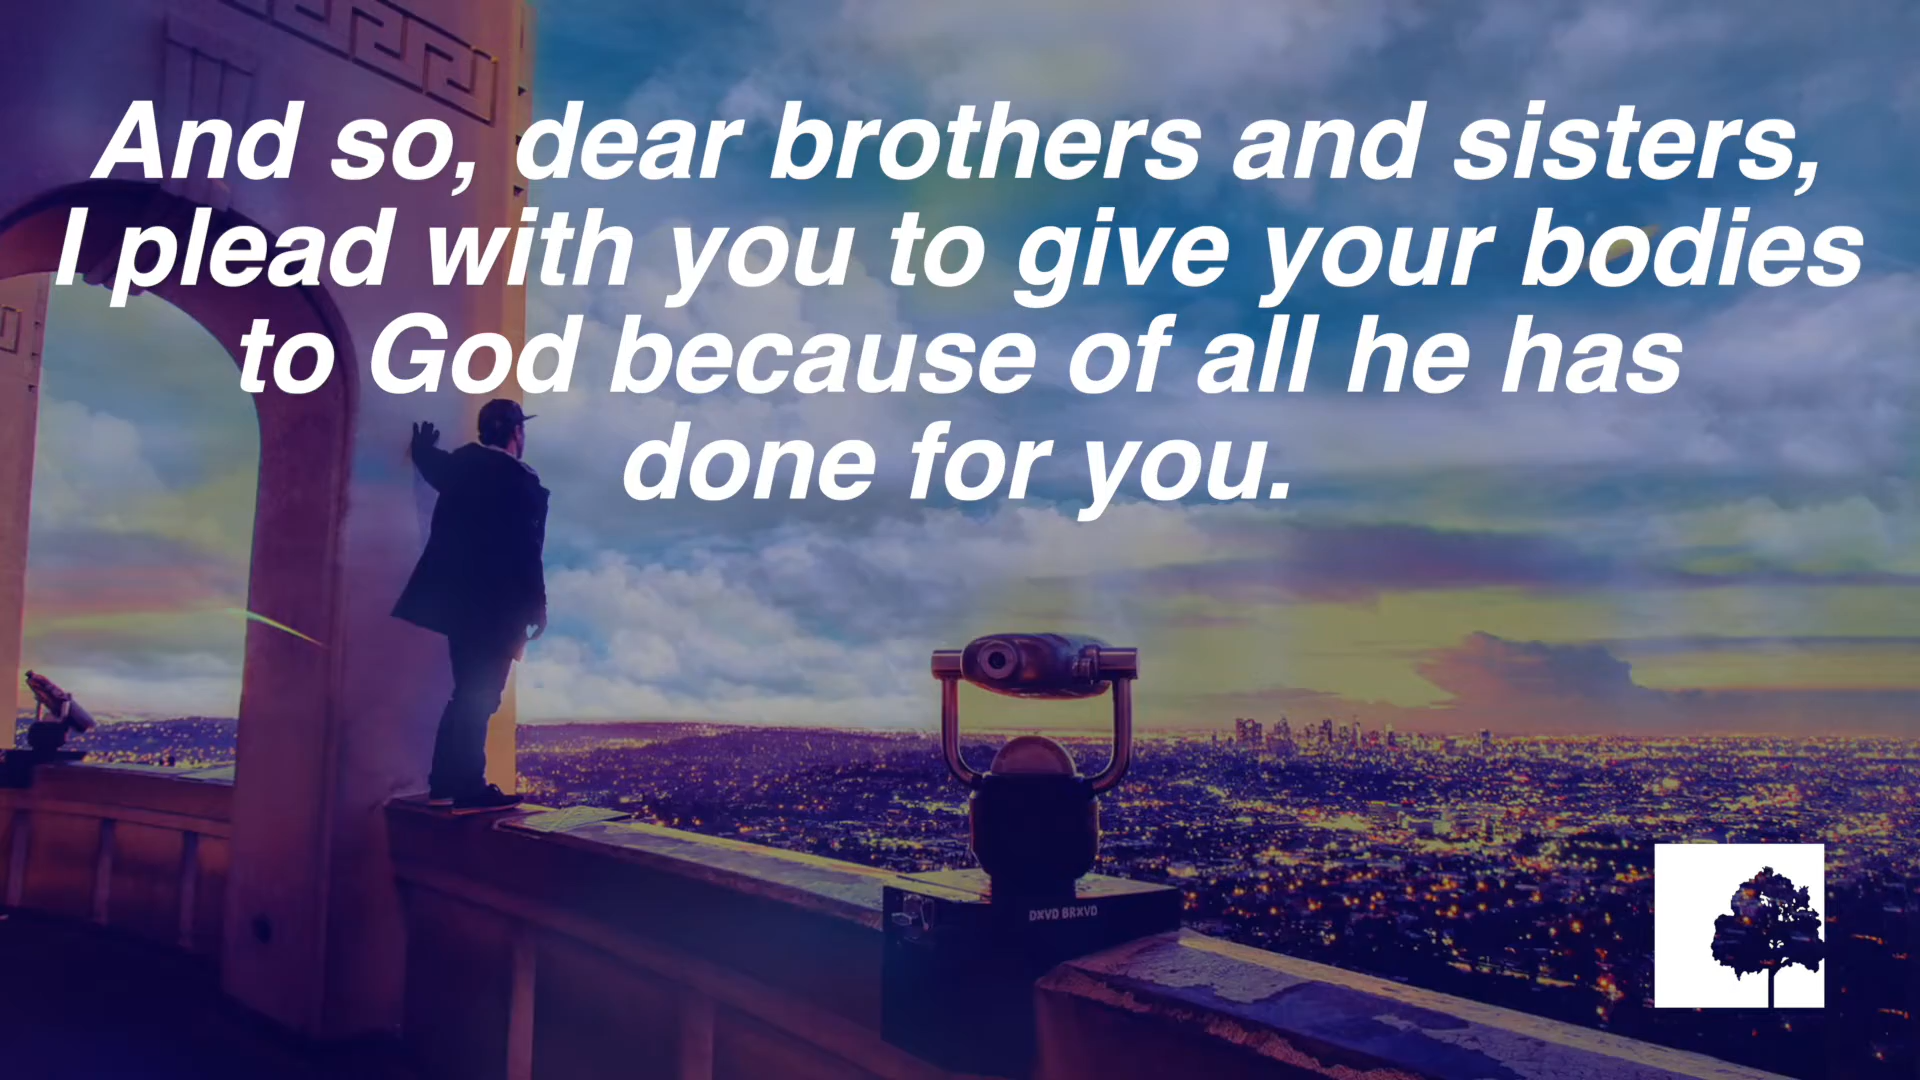 And so, dear brothers and sisters,
I plead with you to give your bodies
to God because of all he has
done for you.
DXVD BRXVD